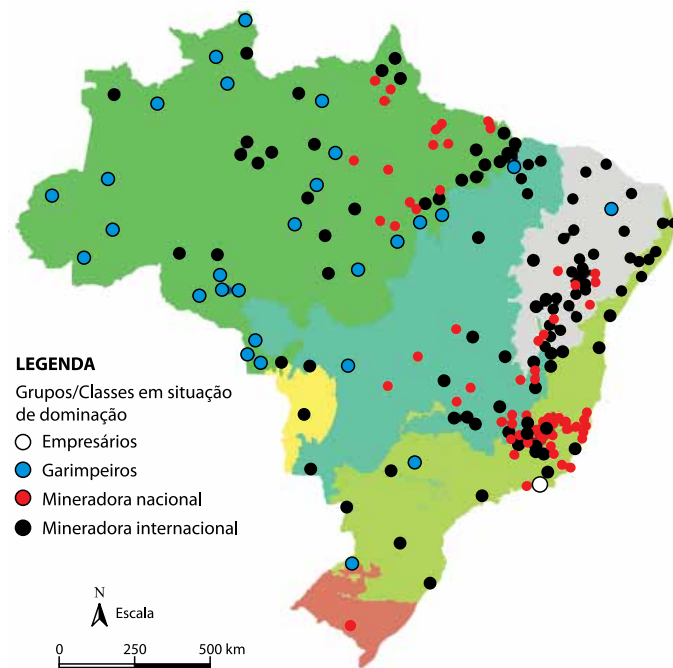 LEGENDA
Grupos/Classes em situação
de dominação
Empresários
Garimpeiros
Mineradora nacional
Mineradora internacional
N
Escala
0 250 500 km